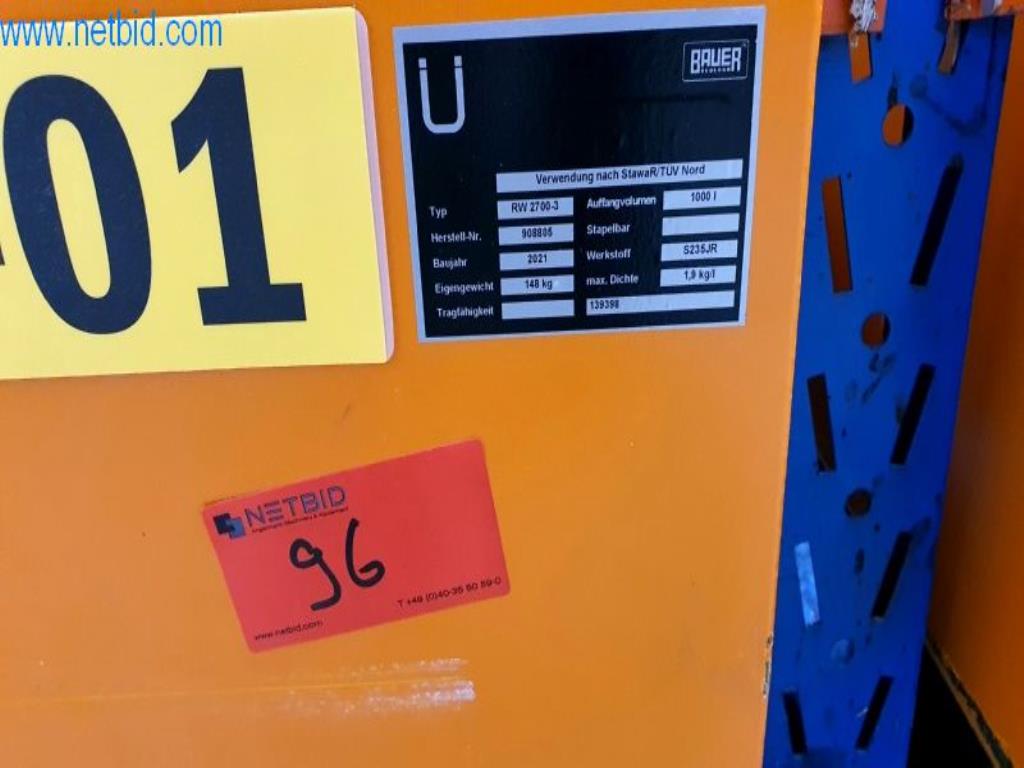 www.netbid.com
01
Ü
BAUER
Verwendung nach StawaR/TÜV Nord
Typ RW 2700-3 Auffangvolumen 1000 l
Herstell-Nr. 908805 Stapelbar
Baujahr 2021 Werkstoff S235JR
Eigengewicht 148 kg max. Dichte 1,9 kg/l
Tragfähigkeit 139398
NETBID
96
T +49 (0)40-35 50 59-0
www.netbid.com